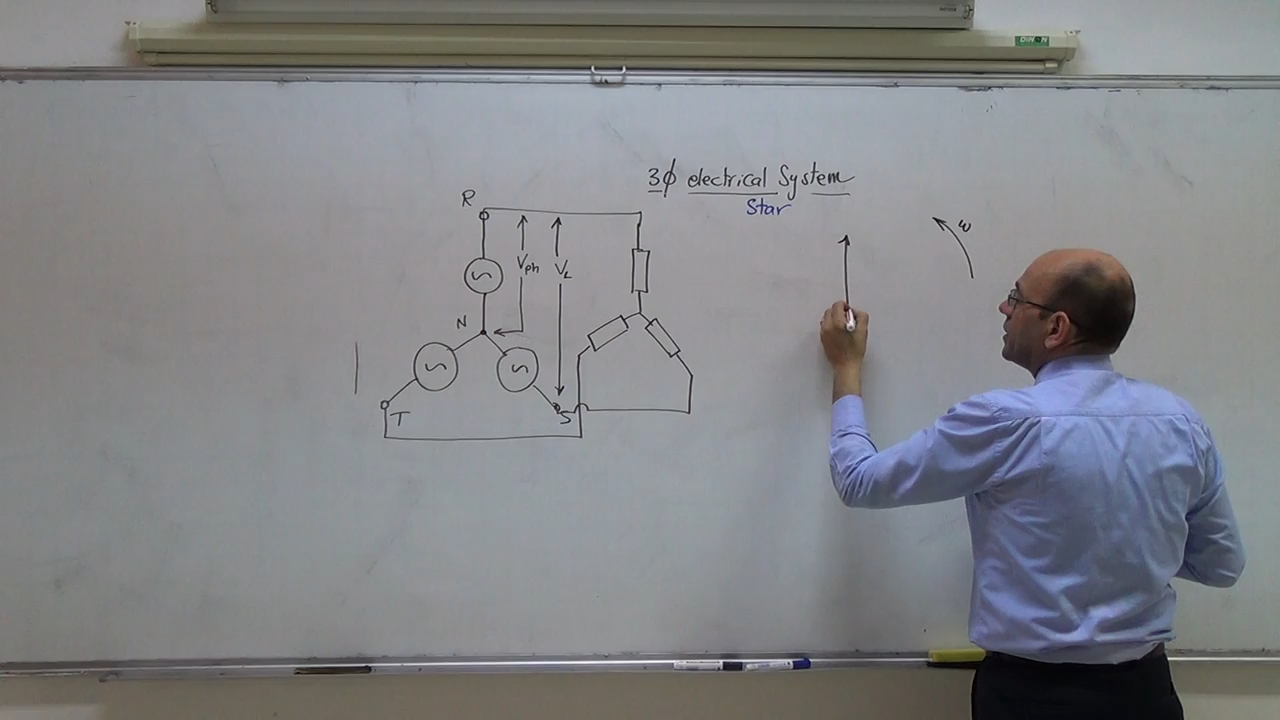 3ϕ electrical System
Star
R
Vph VL
N
T
S
ω